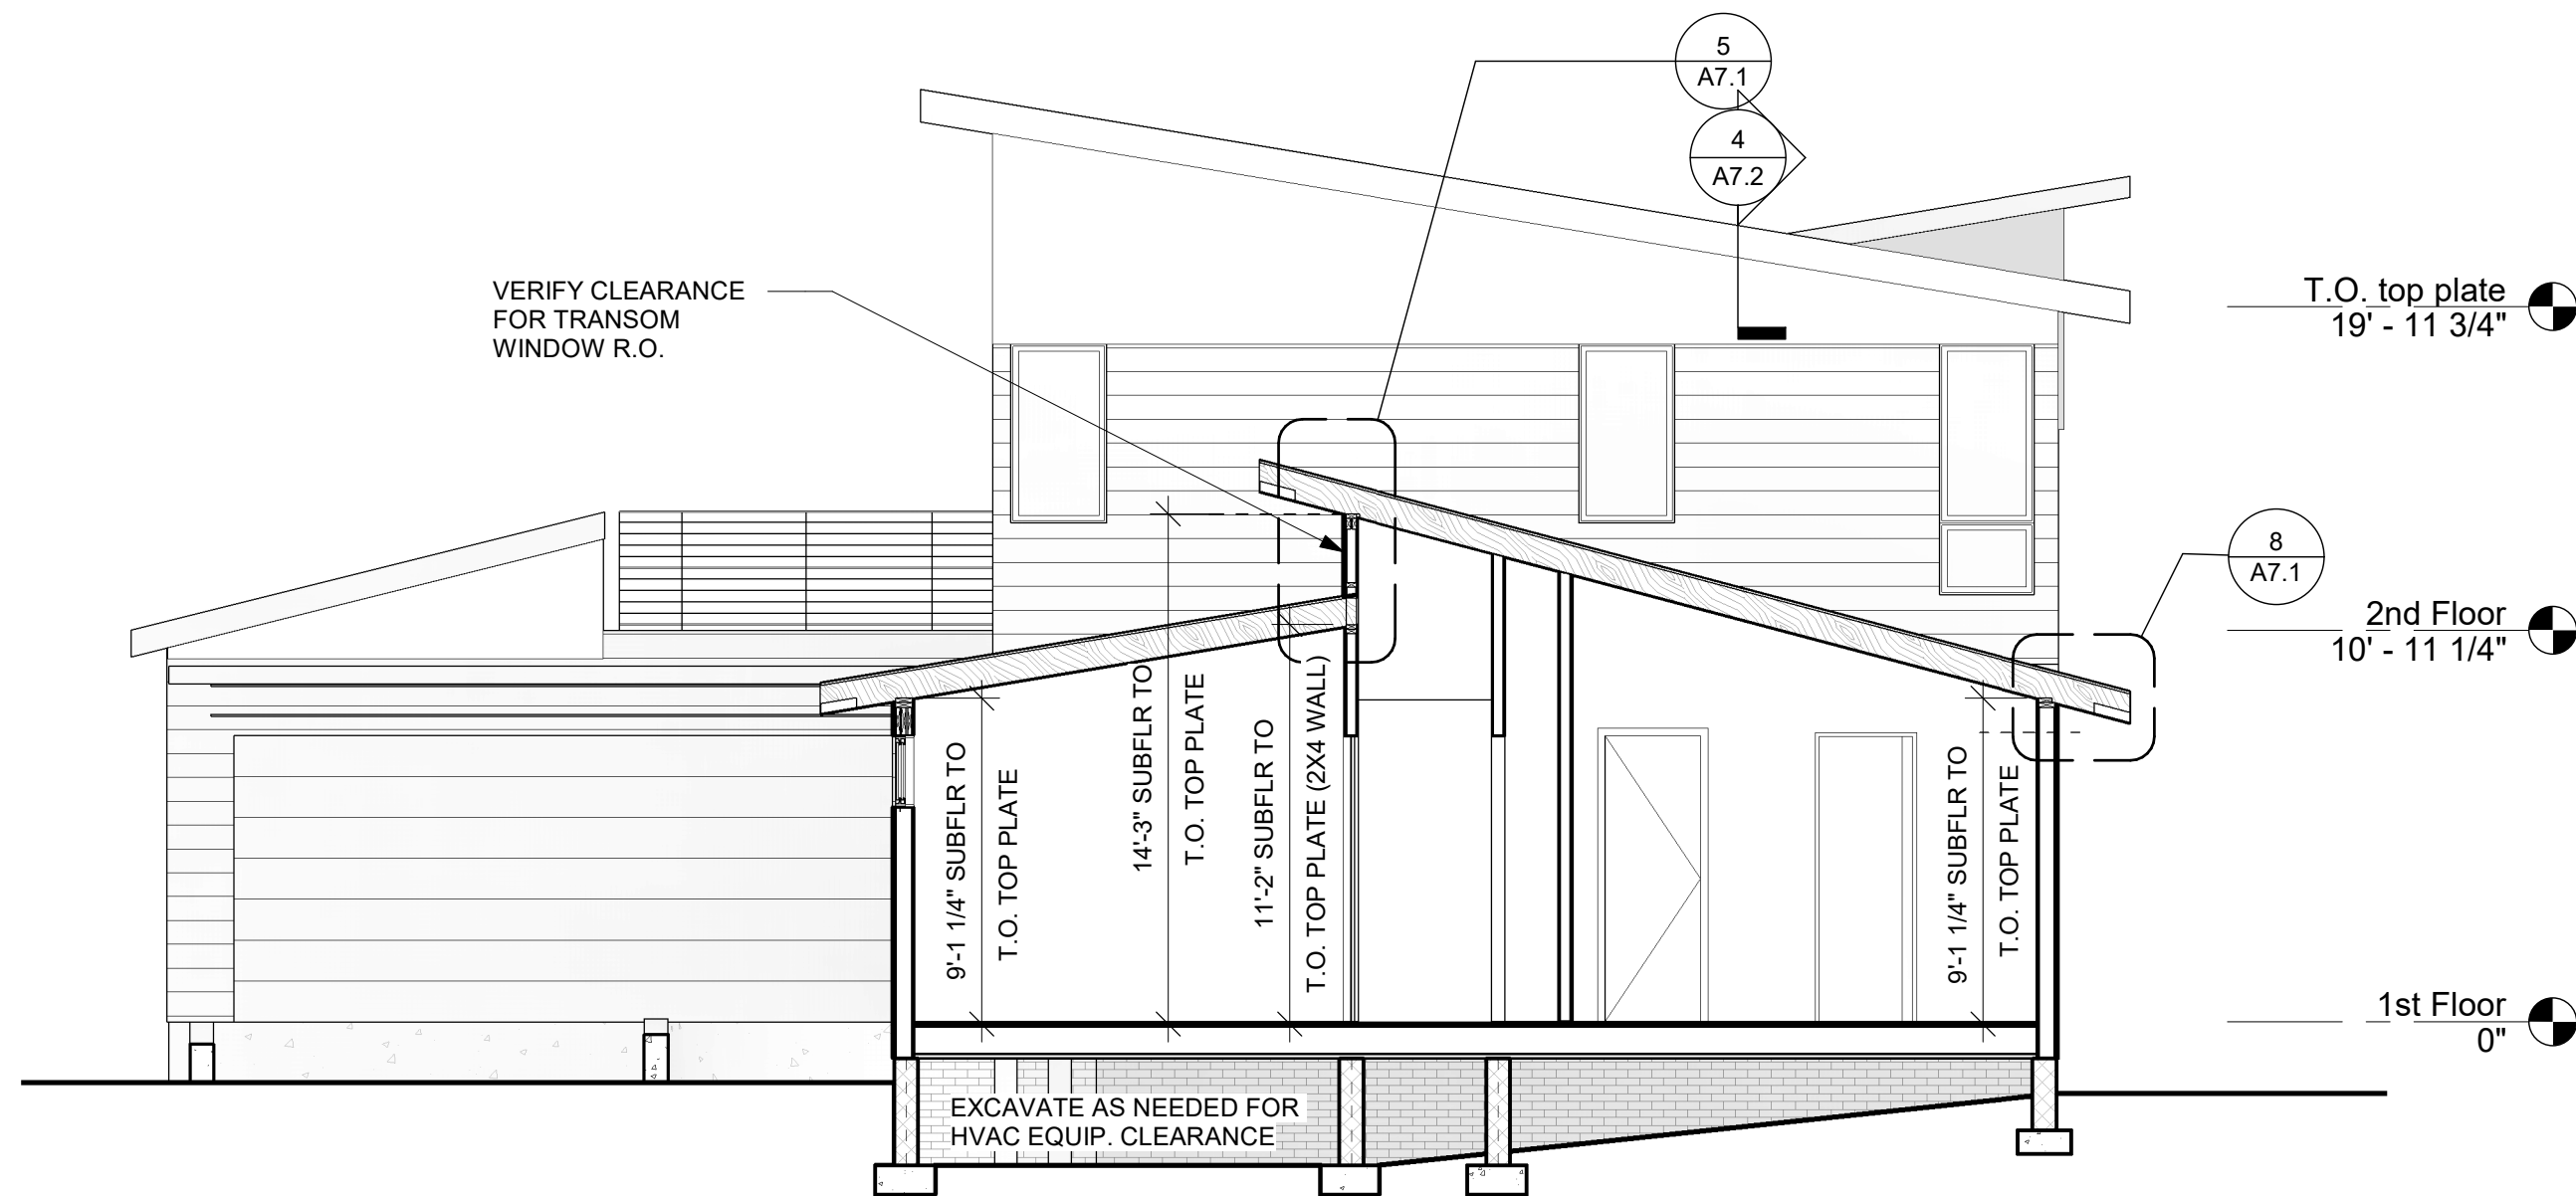 5
A7.1
4
A7.2
VERIFY CLEARANCE
FOR TRANSOM
WINDOW R.O.
T.O. top plate
19' - 11 3/4"
8
A7.1
2nd Floor
10' - 11 1/4"
9'-1 1/4" SUBFLR TO
T.O. TOP PLATE
14'-3" SUBFLR TO
T.O. TOP PLATE
11'-2" SUBFLR TO
T.O. TOP PLATE (2X4 WALL)
9'-1 1/4" SUBFLR TO
T.O. TOP PLATE
1st Floor
0"
EXCAVATE AS NEEDED FOR
HVAC EQUIP. CLEARANCE